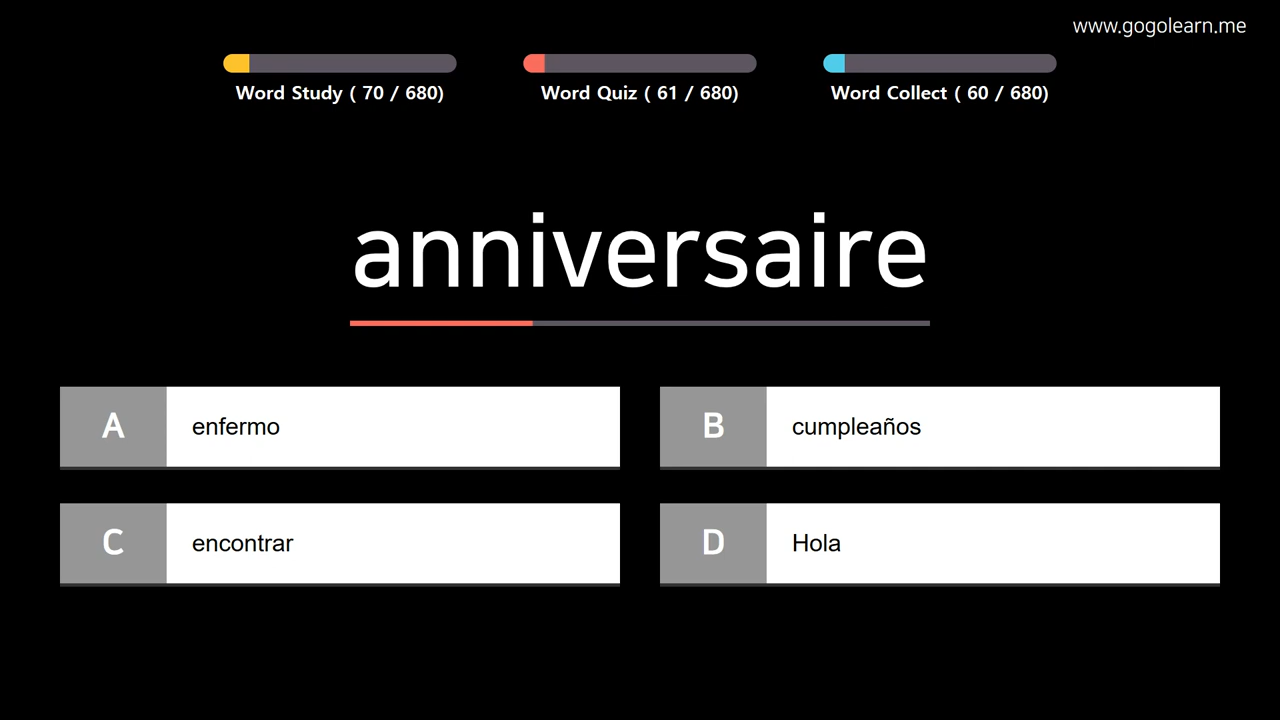 www.gogolearn.me
Word Study ( 70 / 680)
Word Quiz ( 61 / 680)
Word Collect ( 60 / 680)
anniversaire
A enfermo
B cumpleaños
C encontrar
D Hola